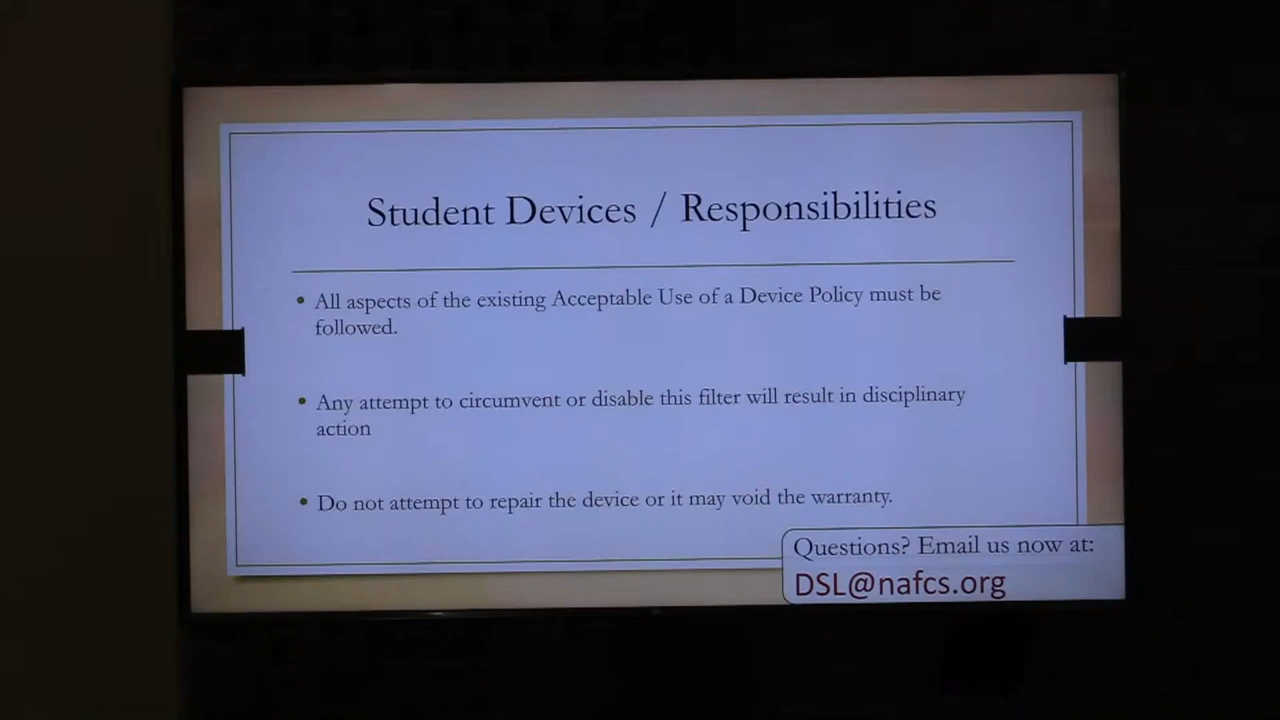 Student Devices / Responsibilities
• All aspects of the existing Acceptable Use of a Device Policy must be
followed.
• Any attempt to circumvent or disable this filter will result in disciplinary
action
• Do not attempt to repair the device or it may void the warranty.
Questions? Email us now at:
DSL@nafcs.org